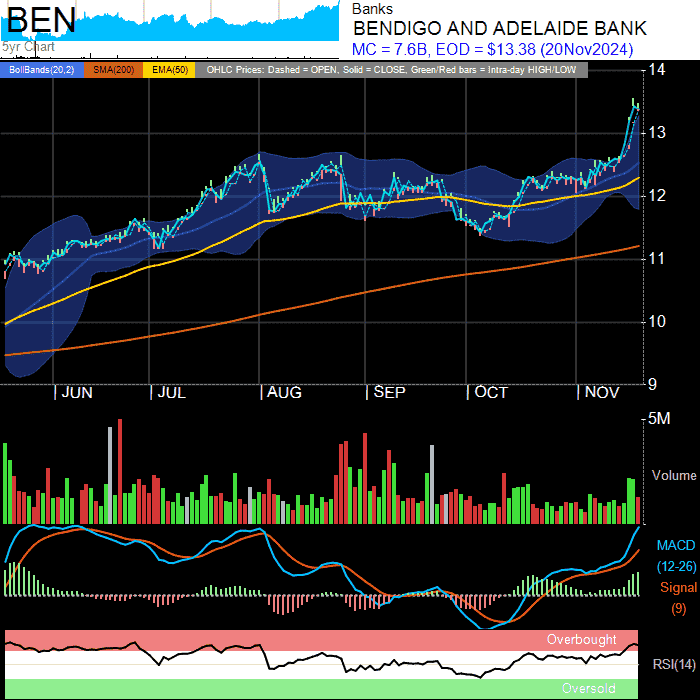 BEN
5yr Chart
Banks
BENDIGO AND ADELAIDE BANK
MC = 7.6B, EOD = $13.38 (20Nov2024)
BollBands(20,2) SMA(200) EMA(50) OHLC Prices: Dashed = OPEN, Solid = CLOSE, Green/Red bars = Intra-day HIGH/LOW
14
13
12
11
10
9
| JUN | JUL | AUG | SEP | OCT | NOV
5M
Volume
MACD
(12-26)
Signal
(9)
Overbought
RSI(14)
Oversold